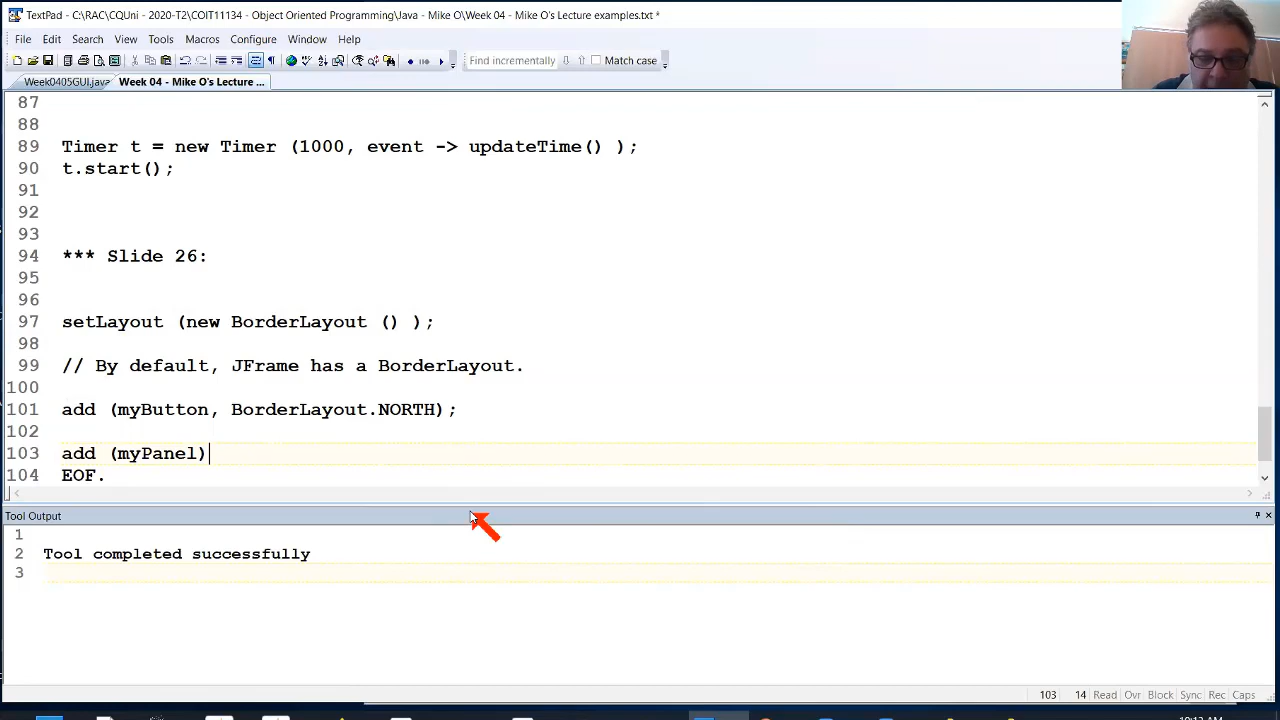 TextPad - C:\RAC\CQUni - 2020-T2\COIT11134 - Object Oriented Programming\Java - Mike O\Week 04 - Mike O's Lecture examples.txt *
File Edit Search View Tools Macros Configure Window Help
Find incrementally Match case
Week0405GUI.java Week 04 - Mike O's Lecture ...
87
88
89 Timer t = new Timer (1000, event -> updateTime() );
90 t.start();
91
92
93
94 *** Slide 26:
95
96
97 setLayout (new BorderLayout () );
98
99 // By default, JFrame has a BorderLayout.
100
101 add (myButton, BorderLayout.NORTH);
102
103 add (myPanel)
104 EOF.
Tool Output
1
2 Tool completed successfully
3
103 14 Read Ovr Block Sync Rec Caps